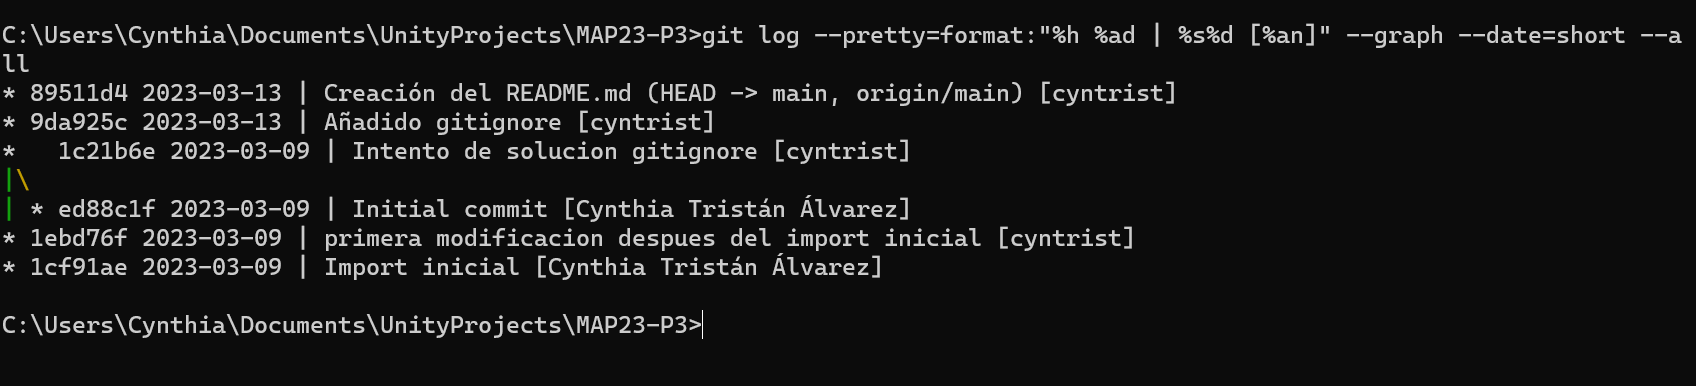 C:\Users\Cynthia\Documents\UnityProjects\MAP23-P3>git log --pretty=format:"%h %ad | %s%d [%an]" --graph --date=short --a
ll
* 89511d4 2023-03-13 | Creación del README.md (HEAD -> main, origin/main) [cyntrist]
* 9da925c 2023-03-13 | Añadido gitignore [cyntrist]
*   1c21b6e 2023-03-09 | Intento de solucion gitignore [cyntrist]
|\
| * ed88c1f 2023-03-09 | Initial commit [Cynthia Tristán Álvarez]
* 1ebd76f 2023-03-09 | primera modificacion despues del import inicial [cyntrist]
* 1cf91ae 2023-03-09 | Import inicial [Cynthia Tristán Álvarez]
C:\Users\Cynthia\Documents\UnityProjects\MAP23-P3>